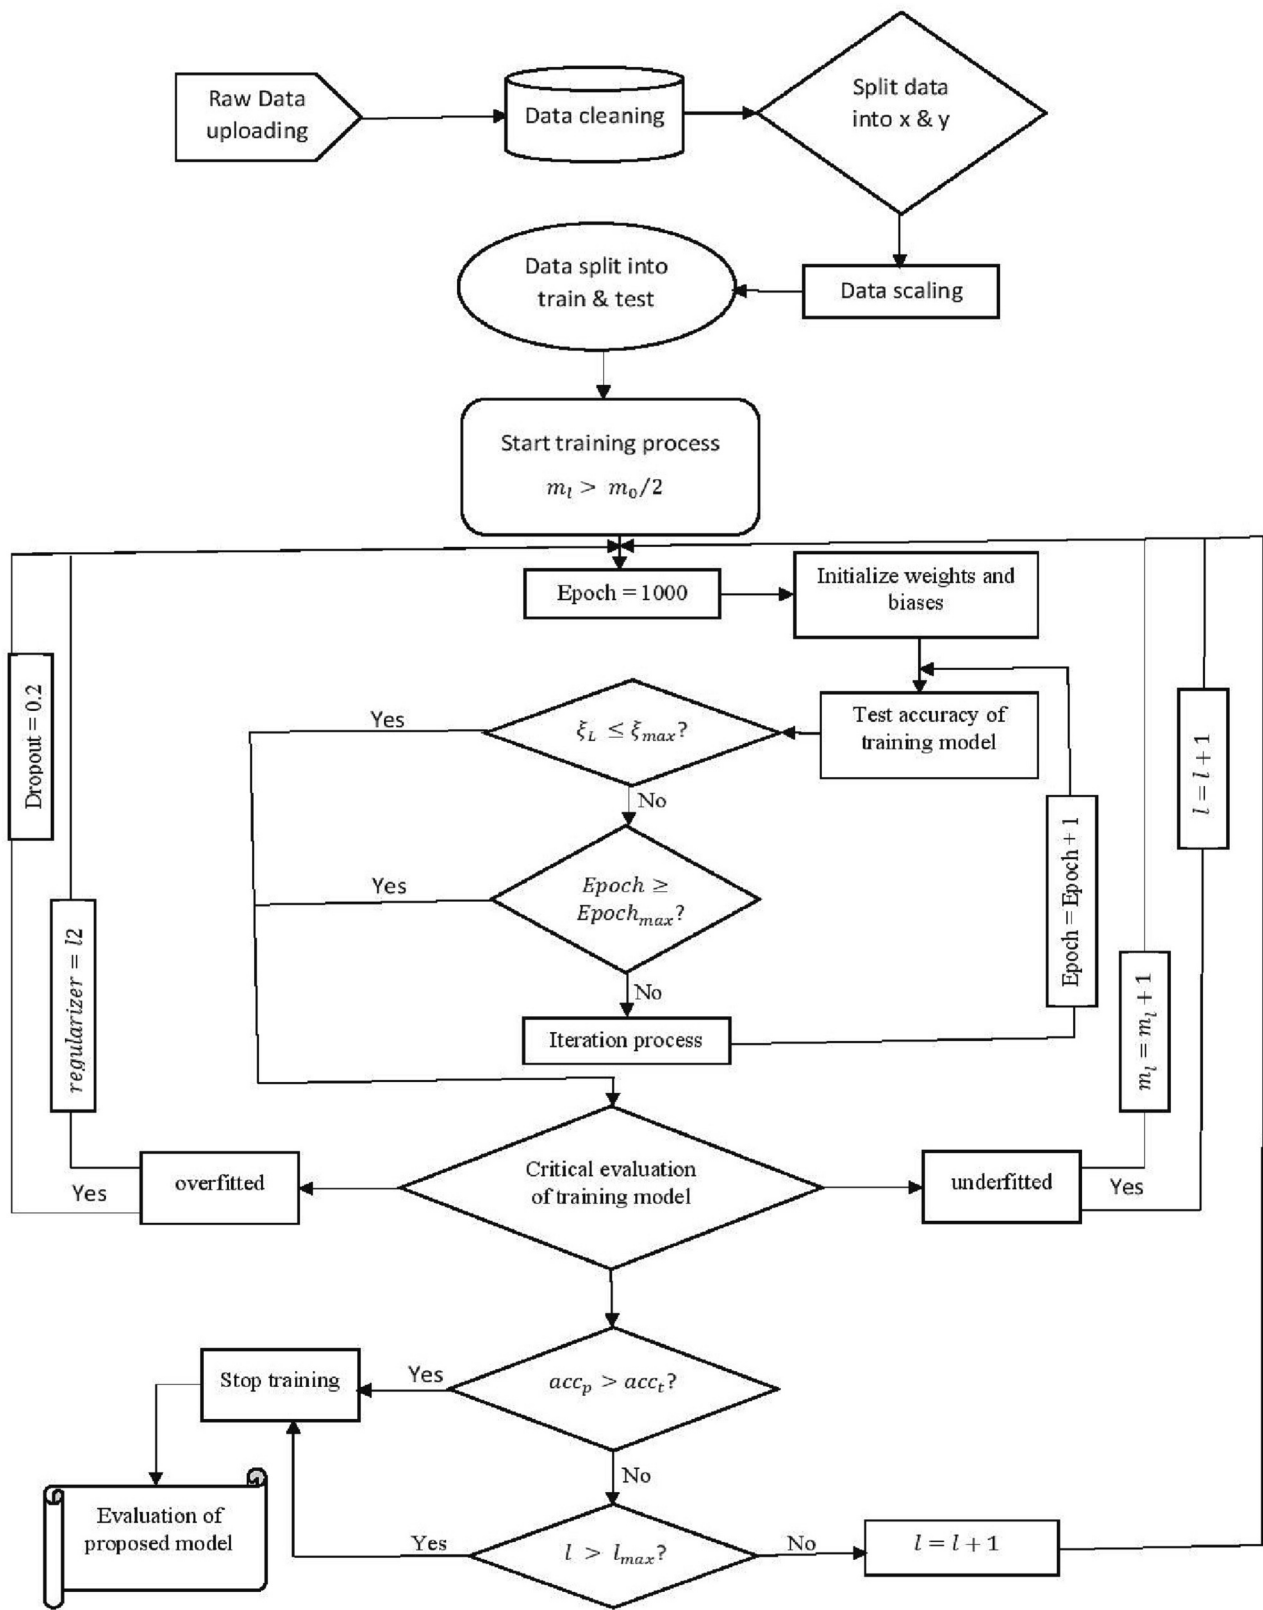 Raw Data
uploading
Data cleaning
Split data
into x & y
Data scaling
Data split into
train & test
Start training process
m_l > m_0/2
Epoch = 1000
Initialize weights and
biases
Test accuracy of
training model
ξ_L ≤ ξ_max?
Yes
No
Epoch ≥
Epoch_max?
Yes
No
Iteration process
Epoch = Epoch + 1
Dropout = 0.2
regularizer = l2
l = l + 1
m_l = m_l + 1
Critical evaluation
of training model
overfitted
Yes
underfitted
Yes
acc_p > acc_t?
Yes
Stop training
No
Evaluation of
proposed model
l > l_max?
Yes
No
l = l + 1